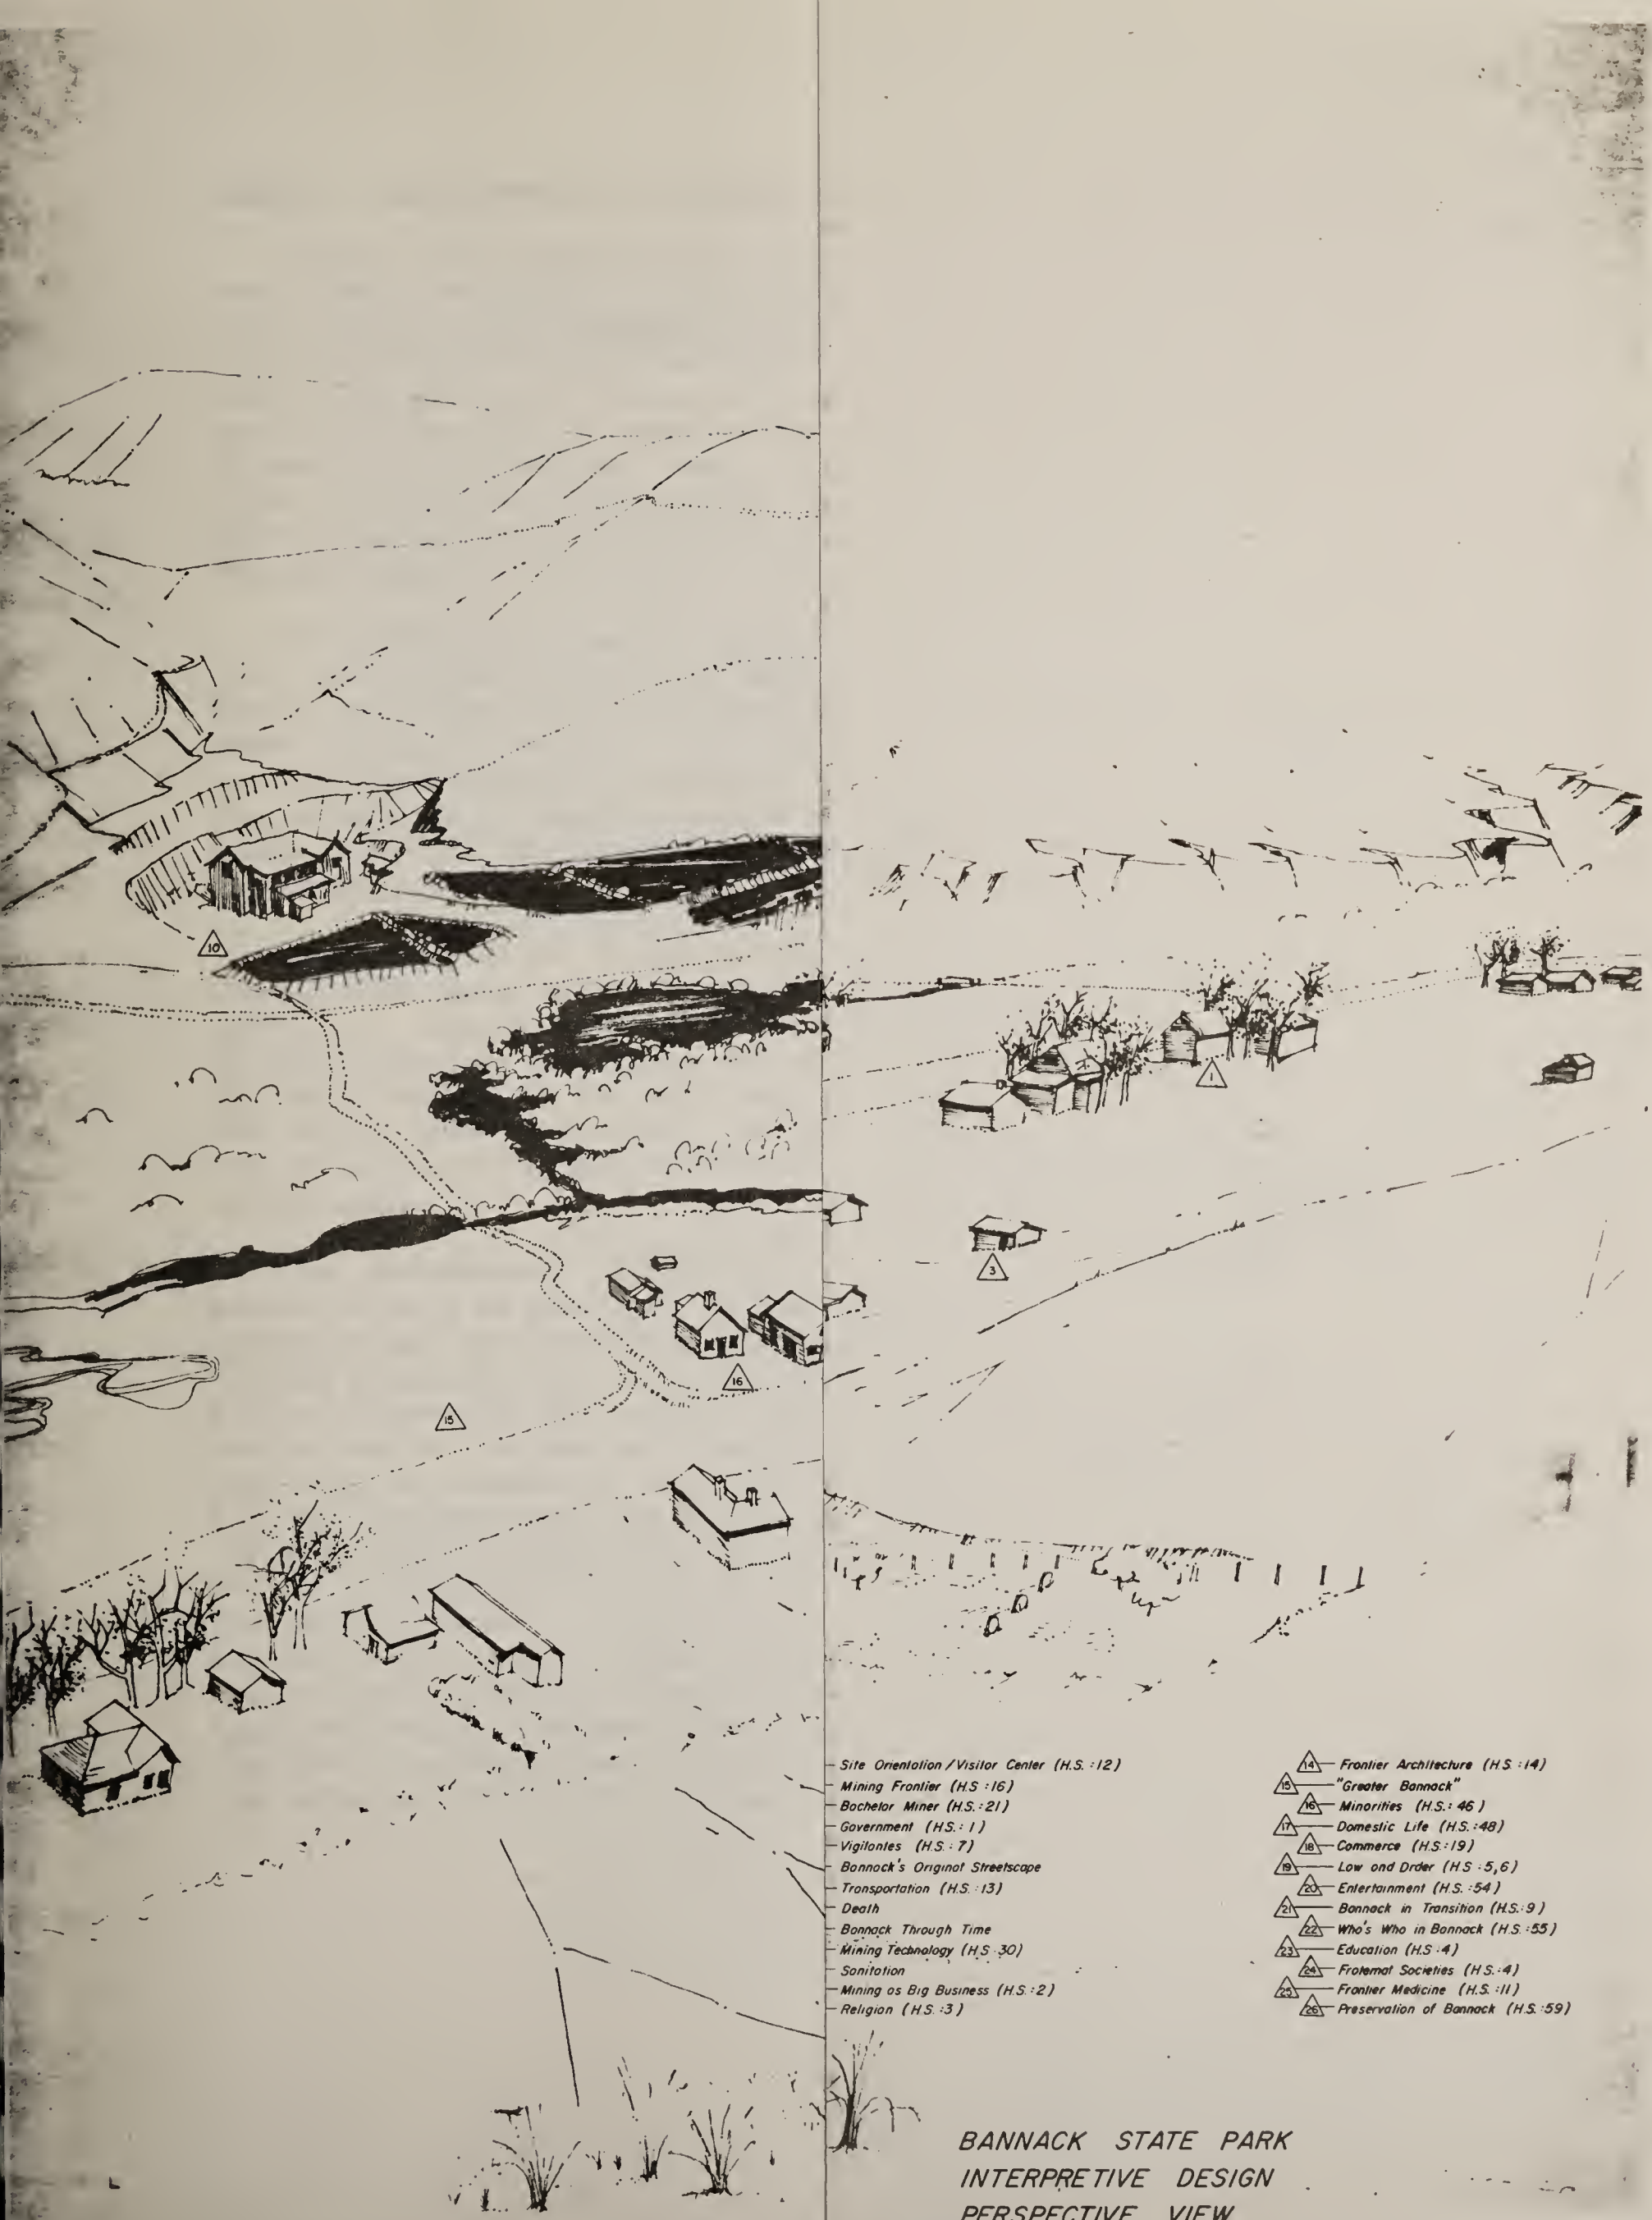 10
1
3
16
15
Site Orientation / Visitor Center (H.S. :12)
Mining Frontier (H.S :16)
Bachelor Miner (H.S. :21)
Government (H.S. : 1)
Vigilantes (H.S. : 7)
Bannock's Original Streetscape
Transportation (H.S. :13)
Death
Bannack Through Time
Mining Technology (H.S :30)
Sanitation
Mining as Big Business (H.S. :2)
Religion (H.S. :3)
14 Frontier Architecture (H.S. :14)
15 "Greater Bannack"
16 Minorities (H.S. : 46)
17 Domestic Life (H.S. :48)
18 Commerce (H.S. :19)
19 Low and Order (H.S :5,6)
20 Entertainment (H.S. :54)
21 Bannock in Transition (H.S. :9)
22 Who's Who in Bannack (H.S. :55)
23 Education (H.S :4)
24 Fraternal Societies (H.S. :4)
25 Frontier Medicine (H.S. :11)
26 Preservation of Bannack (H.S. :59)
BANNACK STATE PARK
INTERPRETIVE DESIGN
PERSPECTIVE VIEW